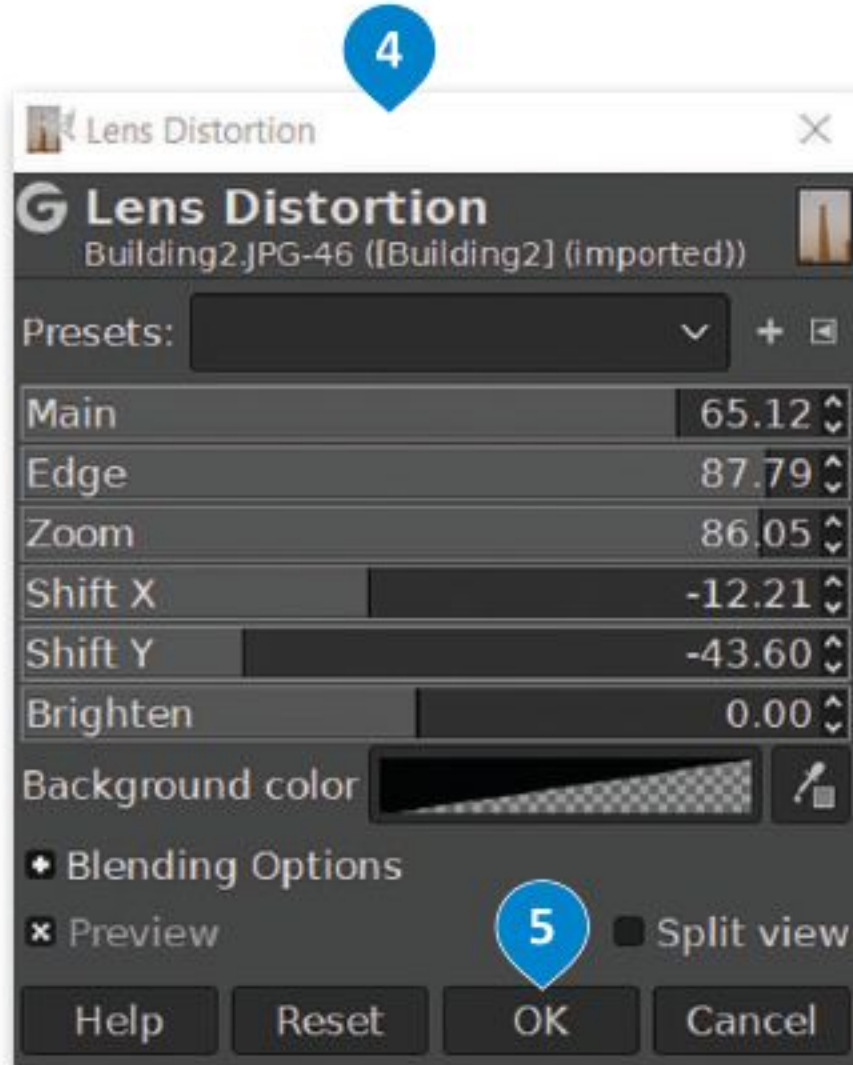 4
Lens Distortion
Lens Distortion
Building2.JPG-46 ([Building2] (imported))
Presets:
Main 65.12
Edge 87.79
Zoom 86.05
Shift X -12.21
Shift Y -43.60
Brighten 0.00
Background color
Blending Options
Preview 5 Split view
Help Reset OK Cancel